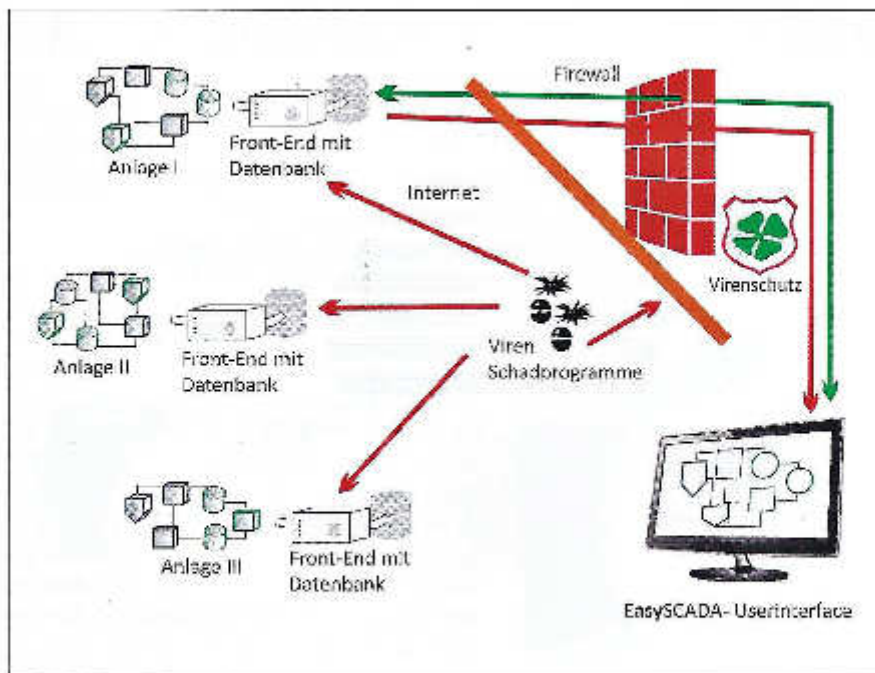 Firewall
Front-End mit
Datenbank
Anlage I
Internet
Virenschutz
Front-End mit
Datenbank
Anlage II
Viren
Schadprogramme
Front-End mit
Datenbank
Anlage III
EasySCADA- Userinterface